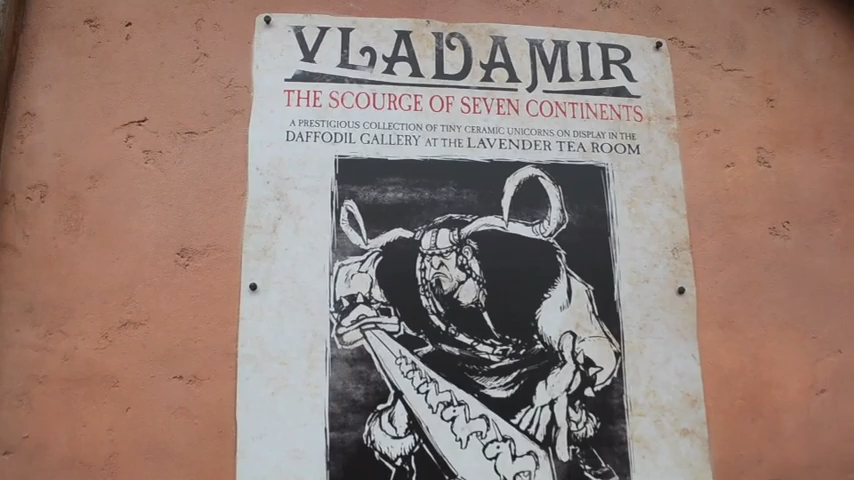 VLADAMIR
THE SCOURGE OF SEVEN CONTINENTS
A PRESTIGIOUS COLLECTION OF TINY CERAMIC UNICORNS ON DISPLAY IN THE
DAFFODIL GALLERY AT THE LAVENDER TEA ROOM